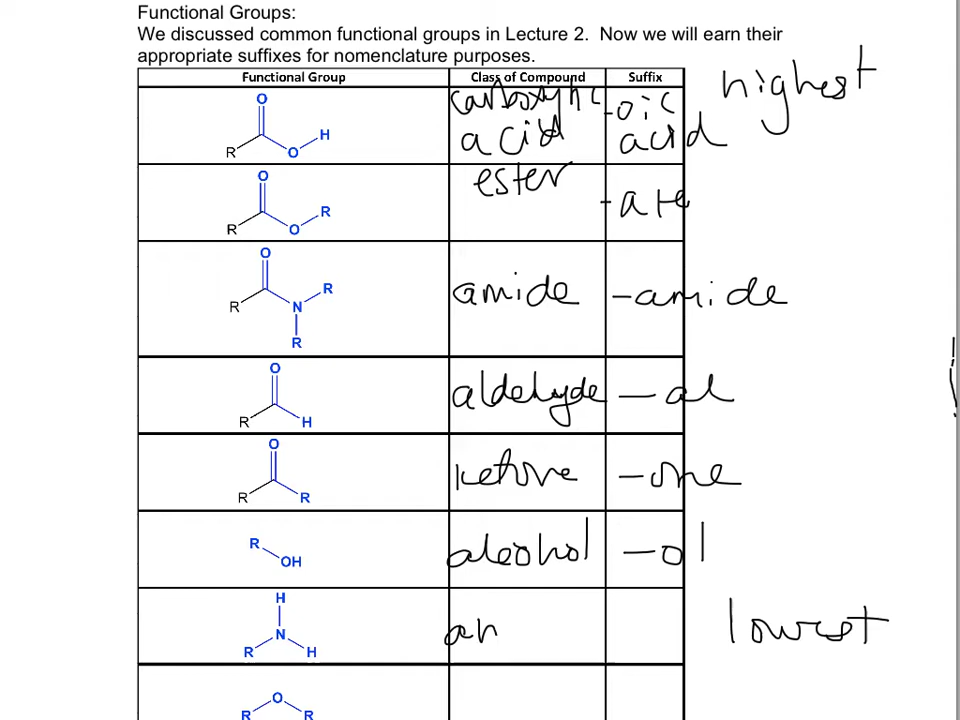 Functional Groups:
We discussed common functional groups in Lecture 2. Now we will earn their
appropriate suffixes for nomenclature purposes.
Functional Group Class of Compound Suffix
highest
O
R O H
carboxylic
acid
-oic
acid
O
R O R
ester
-ate
O
R N R
R
amide -amide
O
R H
aldehyde -al
O
R R
ketone -one
R
OH
alcohol -ol
H
N
R H
am
lowest
O
R R